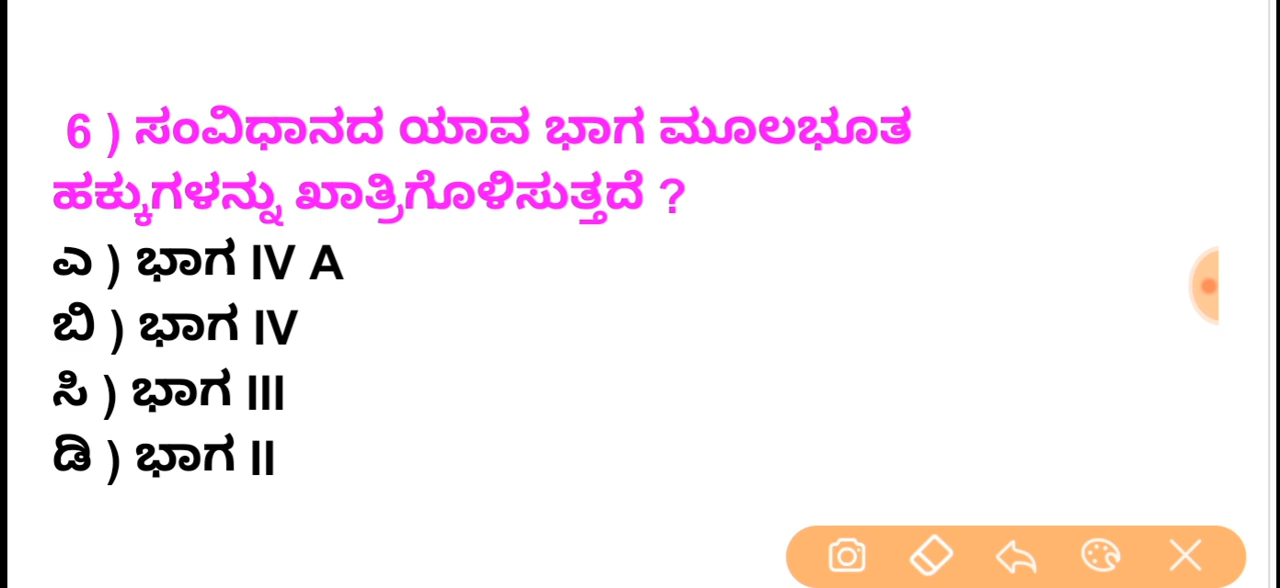 6 ) ಸಂವಿಧಾನದ ಯಾವ ಭಾಗ ಮೂಲಭೂತ
ಹಕ್ಕುಗಳನ್ನು ಖಾತ್ರಿಗೊಳಿಸುತ್ತದೆ ?
ಎ ) ಭಾಗ IV A
ಬಿ ) ಭಾಗ IV
ಸಿ ) ಭಾಗ III
ಡಿ ) ಭಾಗ II